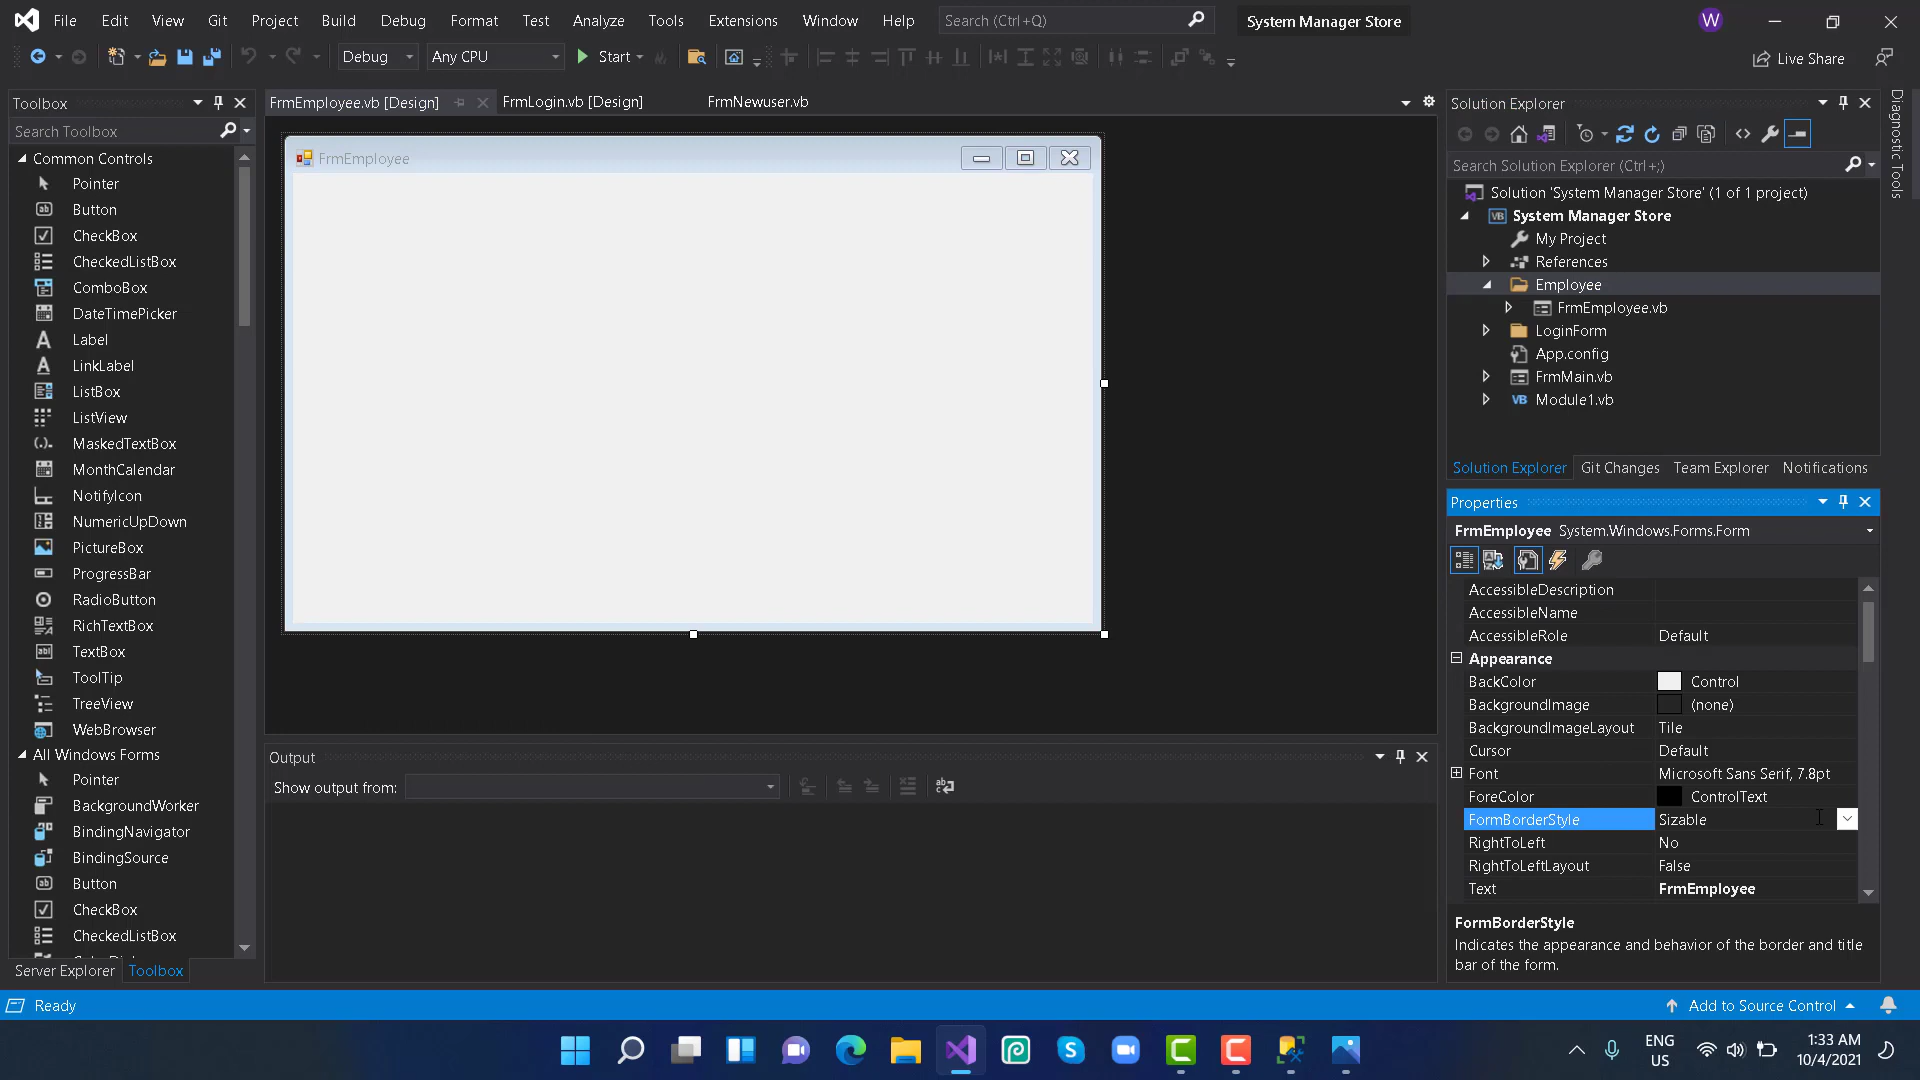 File Edit View Git Project Build Debug Format Test Analyze Tools Extensions Window Help Search (Ctrl+Q) System Manager Store W
Debug Any CPU Start Live Share
Toolbox
Search Toolbox
Common Controls
Pointer
Button
CheckBox
CheckedListBox
ComboBox
DateTimePicker
Label
LinkLabel
ListBox
ListView
MaskedTextBox
MonthCalendar
NotifyIcon
NumericUpDown
PictureBox
ProgressBar
RadioButton
RichTextBox
TextBox
ToolTip
TreeView
WebBrowser
All Windows Forms
Pointer
BackgroundWorker
BindingNavigator
BindingSource
Button
CheckBox
CheckedListBox
Server Explorer Toolbox
FrmEmployee.vb [Design] FrmLogin.vb [Design] FrmNewuser.vb
FrmEmployee
Output
Show output from:
Solution Explorer
Search Solution Explorer (Ctrl+;)
Solution 'System Manager Store' (1 of 1 project)
System Manager Store
My Project
References
Employee
FrmEmployee.vb
LoginForm
App.config
FrmMain.vb
Module1.vb
Solution Explorer Git Changes Team Explorer Notifications
Properties
FrmEmployee System.Windows.Forms.Form
AccessibleDescription
AccessibleName
AccessibleRole Default
Appearance
BackColor Control
BackgroundImage (none)
BackgroundImageLayout Tile
Cursor Default
Font Microsoft Sans Serif, 7.8pt
ForeColor ControlText
FormBorderStyle Sizable
RightToLeft No
RightToLeftLayout False
Text FrmEmployee
FormBorderStyle
Indicates the appearance and behavior of the border and title
bar of the form.
Diagnostic Tools
Ready Add to Source Control
ENG
US
1:33 AM
10/4/2021